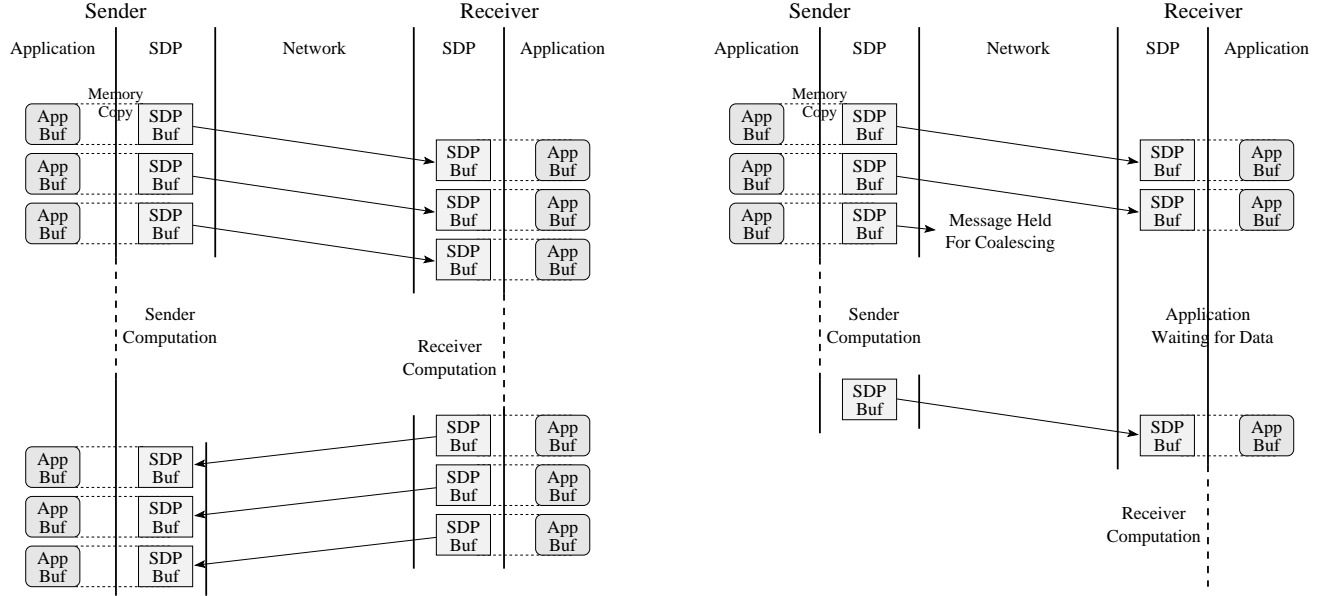 Sender
Receiver
Application
SDP
Network
SDP
Application
Memory
Copy
App
Buf
SDP
Buf
App
Buf
SDP
Buf
App
Buf
SDP
Buf
SDP
Buf
App
Buf
SDP
Buf
App
Buf
SDP
Buf
App
Buf
Sender
Computation
Receiver
Computation
SDP
Buf
App
Buf
SDP
Buf
App
Buf
SDP
Buf
App
Buf
App
Buf
SDP
Buf
App
Buf
SDP
Buf
App
Buf
SDP
Buf
Sender
Receiver
Application
SDP
Network
SDP
Application
Memory
Copy
App
Buf
SDP
Buf
App
Buf
SDP
Buf
App
Buf
SDP
Buf
Message Held
For Coalescing
SDP
Buf
App
Buf
SDP
Buf
App
Buf
Sender
Computation
Application
Waiting for Data
SDP
Buf
SDP
Buf
App
Buf
Receiver
Computation